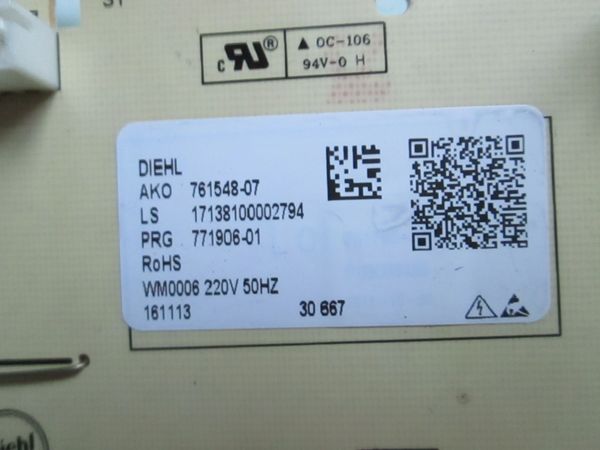 c RU ® ▲ OC-106
94V-0 H
DIEHL
AKO 761548-07
LS 17138100002794
PRG 771906-01
RoHS
WM0006 220V 50HZ
161113 30 667